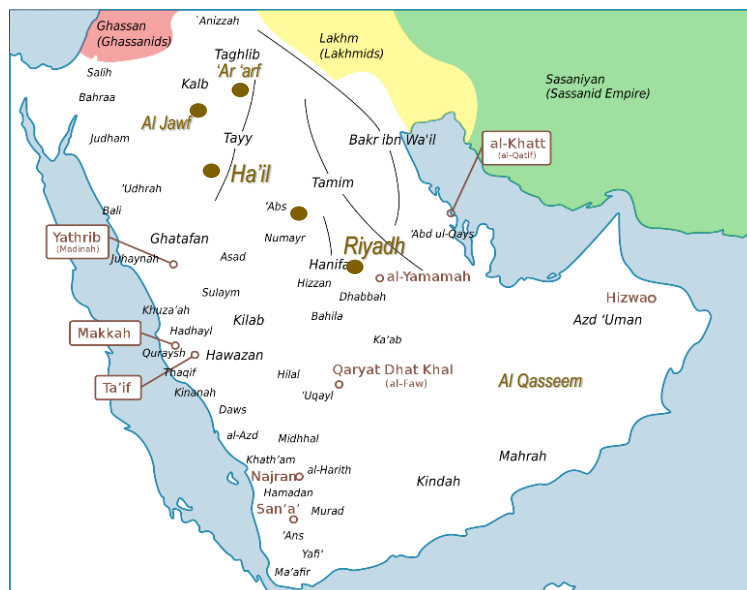 Ghassan
(Ghassanids)
'Anizzah
Lakhm
(Lakhmids)
Taghlib
'Ar 'arf
Salih
Kalb
Bahraa
Sasaniyan
(Sassanid Empire)
Al Jawf
Judham
Tayy
Bakr ibn Wa'il
al-Khatt
(al-Qatif)
Ha'il
Tamim
'Udhrah
Bali
'Abs
Yathrib
(Madinah)
Ghatafan
Numayr
Riyadh
'Abd ul-Qays
Juhaynah
Asad
Hanifa
al-Yamamah
Hizzan
Sulaym
Dhabbah
Hizwa
Khuza'ah
Kilab
Bahila
Azd 'Uman
Makkah
Hadhayl
Ka'ab
Quraysh
Hawazan
Thaqif
Hilal
Qaryat Dhat Khal
(al-Faw)
Al Qasseem
Ta'if
Kinanah
'Uqayl
Daws
al-Azd
Midhhal
Khath'am
Mahrah
al-Harith
Najran
Kindah
Hamadan
San'a'
Murad
'Ans
Yafi'
Ma'afir